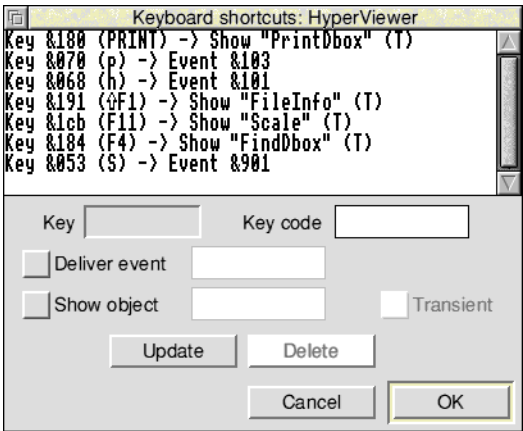 Keyboard shortcuts: HyperViewer
Key &180 (PRINT) -> Show "PrintDbox" (T)
Key &070 (p) -> Event &103
Key &068 (h) -> Event &101
Key &191 (⇧F1) -> Show "FileInfo" (T)
Key &1cb (F11) -> Show "Scale" (T)
Key &184 (F4) -> Show "FindDbox" (T)
Key &053 (S) -> Event &901
Key Key code
Deliver event
Show object Transient
Update Delete
Cancel OK